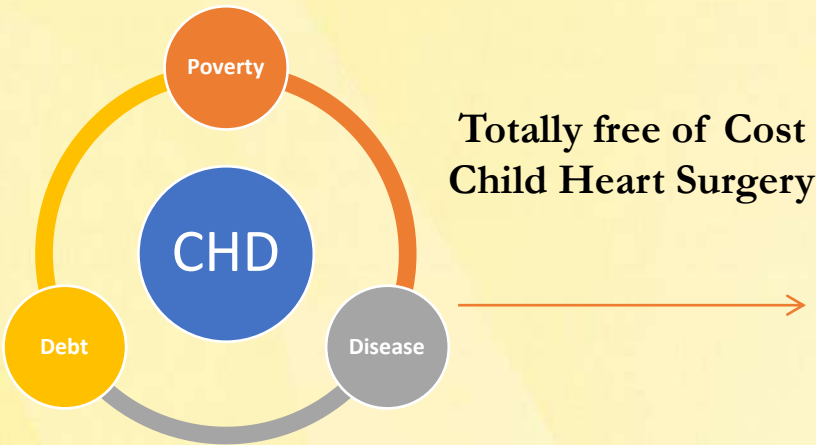 Poverty
Totally free of Cost
Child Heart Surgery
CHD
Debt
Disease